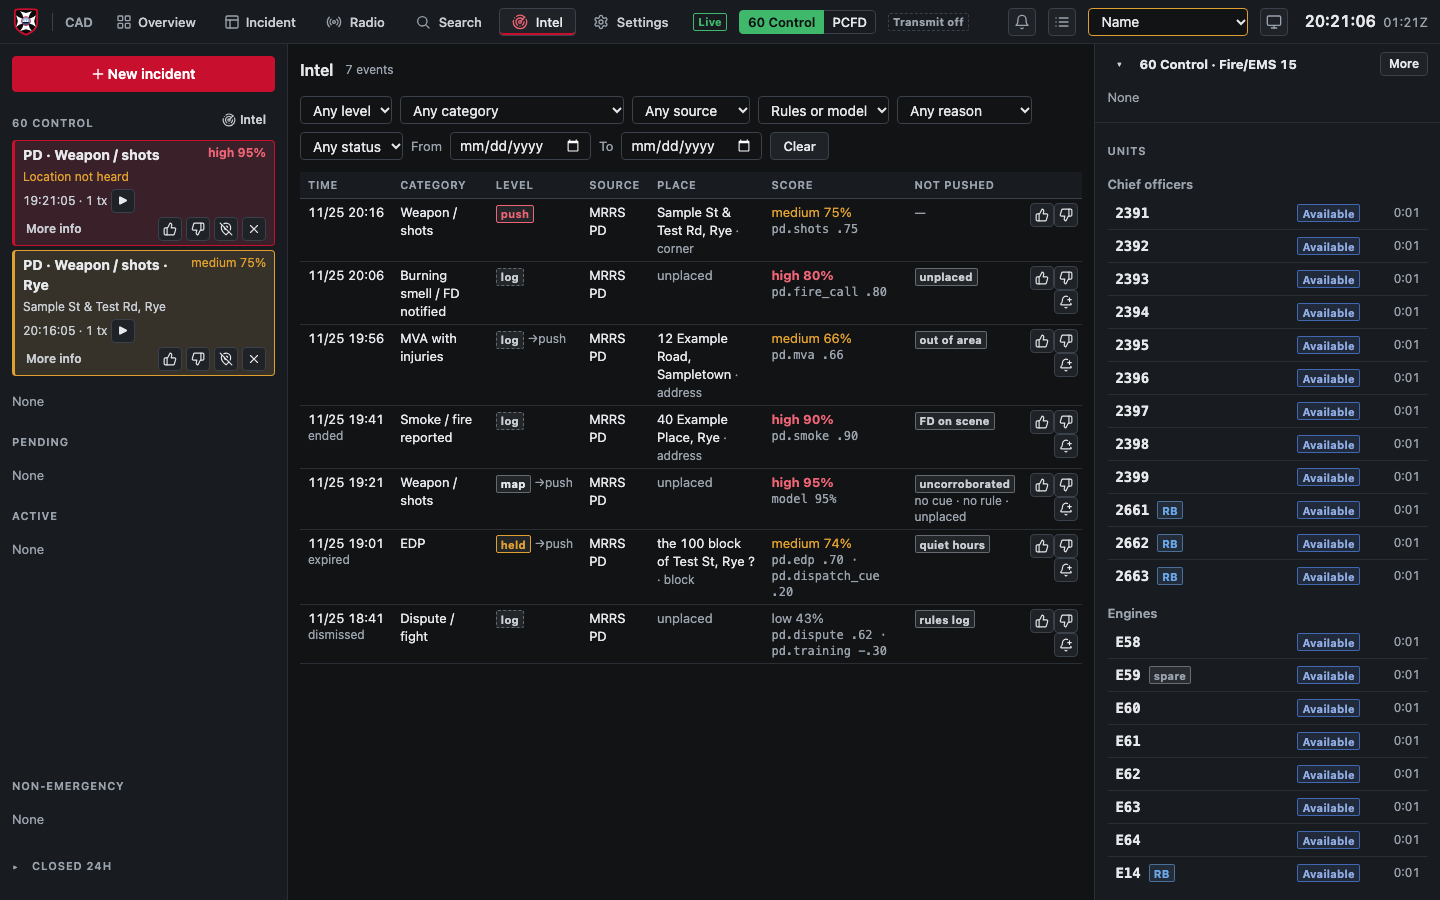 CAD Overview Incident Radio Search Intel Settings Live 60 Control PCFD Transmit off Name 20:21:06 01:21Z
+ New incident
60 CONTROL Intel
PD · Weapon / shots high 95%
Location not heard
19:21:05 · 1 tx
More info
PD · Weapon / shots · Rye medium 75%
Sample St & Test Rd, Rye
20:16:05 · 1 tx
More info
None
PENDING
None
ACTIVE
None
NON-EMERGENCY
None
CLOSED 24H
Intel 7 events
Any level Any category Any source Rules or model Any reason
Any status From mm/dd/yyyy To mm/dd/yyyy Clear
TIME CATEGORY LEVEL SOURCE PLACE SCORE NOT PUSHED
11/25 20:16 Weapon / shots push MRRS PD Sample St & Test Rd, Rye · corner medium 75% pd.shots .75 —
11/25 20:06 Burning smell / FD notified log MRRS PD unplaced high 80% pd.fire_call .80 unplaced
11/25 19:56 MVA with injuries log →push MRRS PD 12 Example Road, Sampletown · address medium 66% pd.mva .66 out of area
11/25 19:41 ended Smoke / fire reported log MRRS PD 40 Example Place, Rye · address high 90% pd.smoke .90 FD on scene
11/25 19:21 Weapon / shots map →push MRRS PD unplaced high 95% model 95% uncorroborated no cue · no rule · unplaced
11/25 19:01 expired EDP held →push MRRS PD the 100 block of Test St, Rye ? · block medium 74% pd.edp .70 · pd.dispatch_cue .20 quiet hours
11/25 18:41 dismissed Dispute / fight log MRRS PD unplaced low 43% pd.dispute .62 · pd.training −.30 rules log
60 Control · Fire/EMS 15 More
None
UNITS
Chief officers
2391 Available 0:01
2392 Available 0:01
2393 Available 0:01
2394 Available 0:01
2395 Available 0:01
2396 Available 0:01
2397 Available 0:01
2398 Available 0:01
2399 Available 0:01
2661 RB Available 0:01
2662 RB Available 0:01
2663 RB Available 0:01
Engines
E58 Available 0:01
E59 spare Available 0:01
E60 Available 0:01
E61 Available 0:01
E62 Available 0:01
E63 Available 0:01
E64 Available 0:01
E14 RB Available 0:01